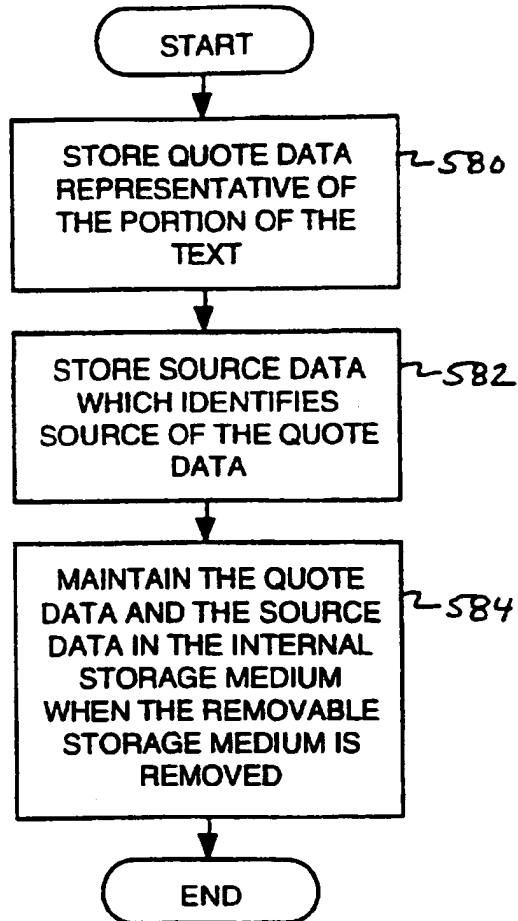 START
STORE QUOTE DATA
580
REPRESENTATIVE OF
THE PORTION OF THE
TEXT
STORE SOURCE DATA
582
WHICH IDENTIFIES
SOURCE OF THE QUOTE
DATA
MAINTAIN THE QUOTE
DATA AND THE SOURCE
584
DATA IN THE INTERNAL
STORAGE MEDIUM
WHEN THE REMOVABLE
STORAGE MEDIUM IS
REMOVED
END